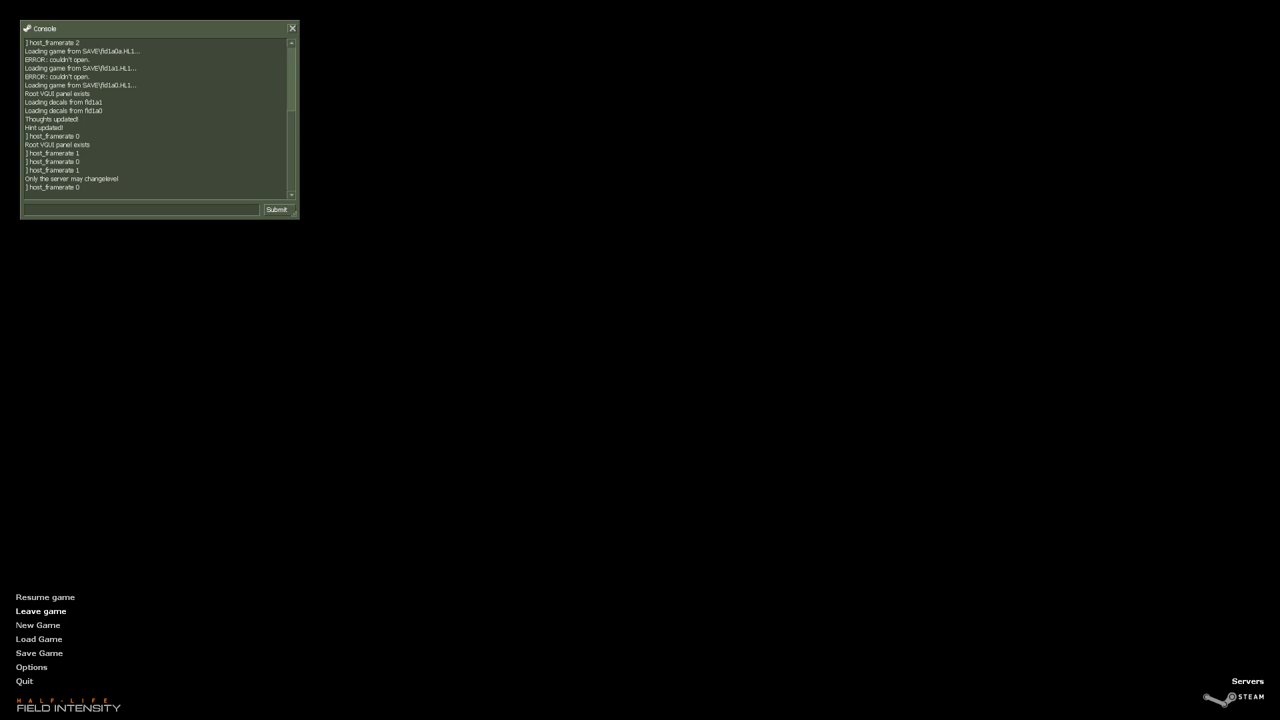 Console
] host_framerate 2
Loading game from SAVE\fid1a0a.HL1...
ERROR: couldn't open.
Loading game from SAVE\fid1a1.HL1...
ERROR: couldn't open.
Loading game from SAVE\fid1a0.HL1...
Root VGUI panel exists
Loading decals from fid1a1
Loading decals from fid1a0
Thoughts updated!
Hint updated!
] host_framerate 0
Root VGUI panel exists
] host_framerate 1
] host_framerate 0
] host_framerate 1
Only the server may changelevel
] host_framerate 0
Submit
Resume game
Leave game
New Game
Load Game
Save Game
Options
Quit
Servers
HALF-LIFE
FIELD INTENSITY
STEAM